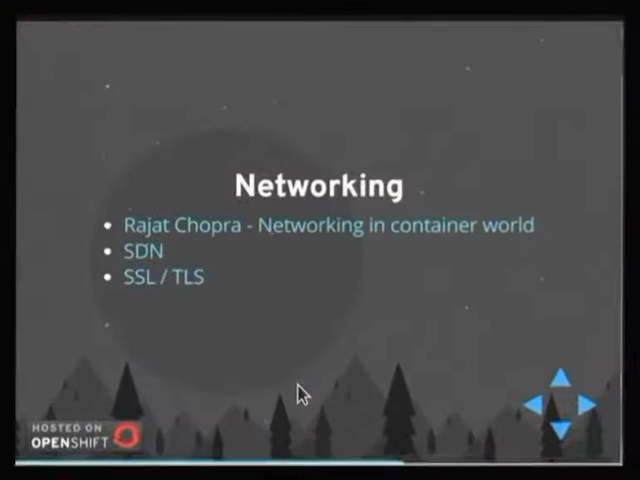 Networking
Rajat Chopra - Networking in container world
SDN
SSL / TLS
HOSTED ON
OPENSHIFT